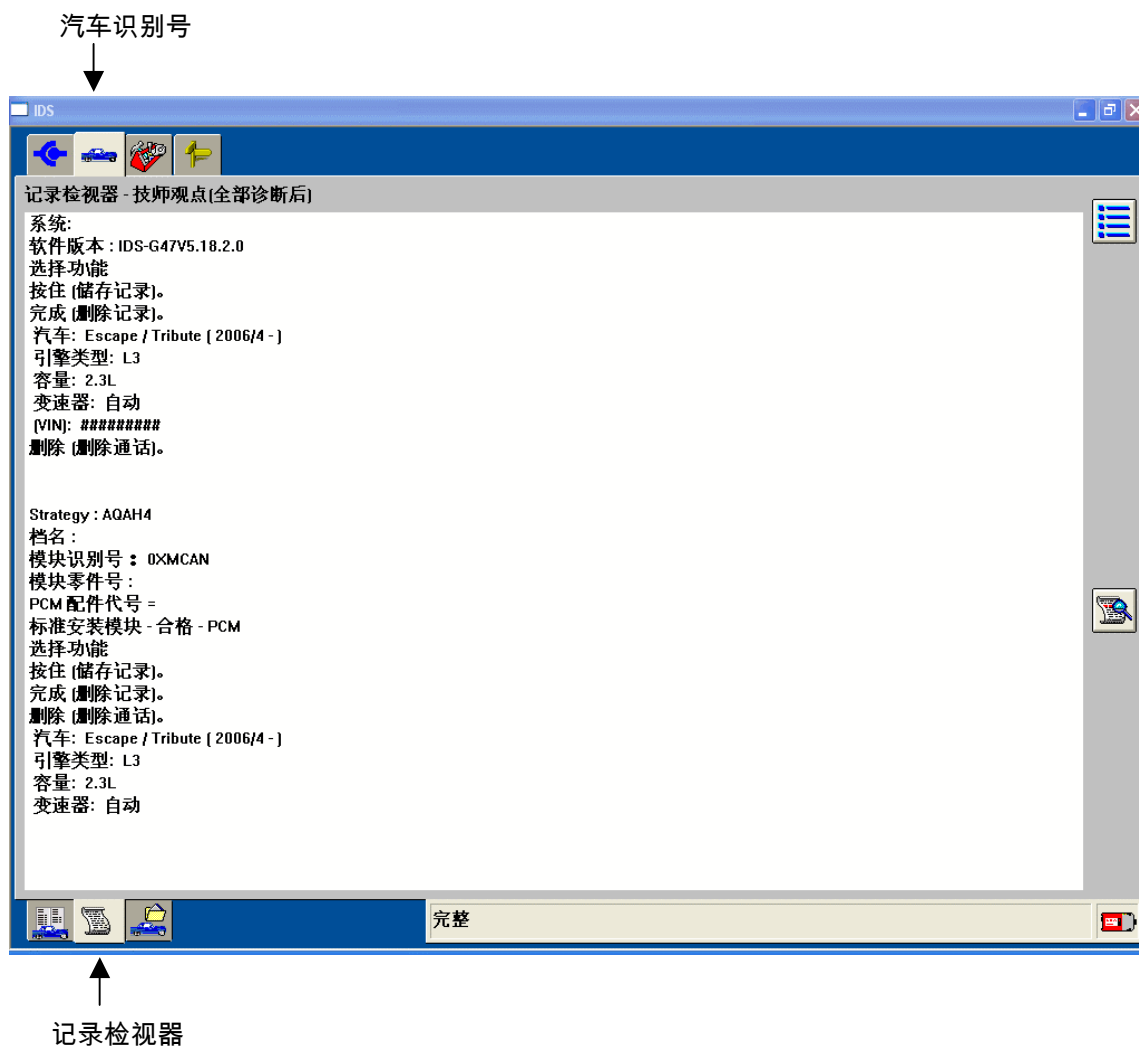 汽车识别号
IDS
记录检视器 - 技师观点(全部诊断后)
系统:
软件版本 : IDS-G47V5.18.2.0
选择功能
按住 (储存记录)。
完成 (删除记录)。
汽车: Escape / Tribute ( 2006/4 - )
引擎类型: L3
容量: 2.3L
变速器: 自动
(VIN): #########
删除 (删除通话)。
Strategy : AQAH4
档名 :
模块识别号 : 0XMCAN
模块零件号 :
PCM 配件代号 =
标准安装模块 - 合格 - PCM
选择功能
按住 (储存记录)。
完成 (删除记录)。
删除 (删除通话)。
汽车: Escape / Tribute ( 2006/4 - )
引擎类型: L3
容量: 2.3L
变速器: 自动
完整
记录检视器